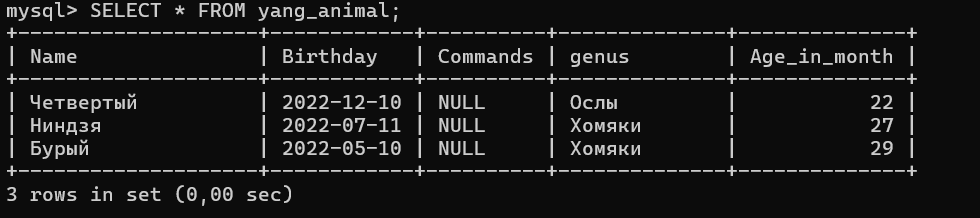 mysql> SELECT * FROM yang_animal;
+--------------------+------------+----------+--------------+--------------+
| Name               | Birthday   | Commands | genus        | Age_in_month |
+--------------------+------------+----------+--------------+--------------+
| Четвертый          | 2022-12-10 | NULL     | Ослы         |           22 |
| Ниндзя             | 2022-07-11 | NULL     | Хомяки       |           27 |
| Бурый              | 2022-05-10 | NULL     | Хомяки       |           29 |
+--------------------+------------+----------+--------------+--------------+
3 rows in set (0,00 sec)